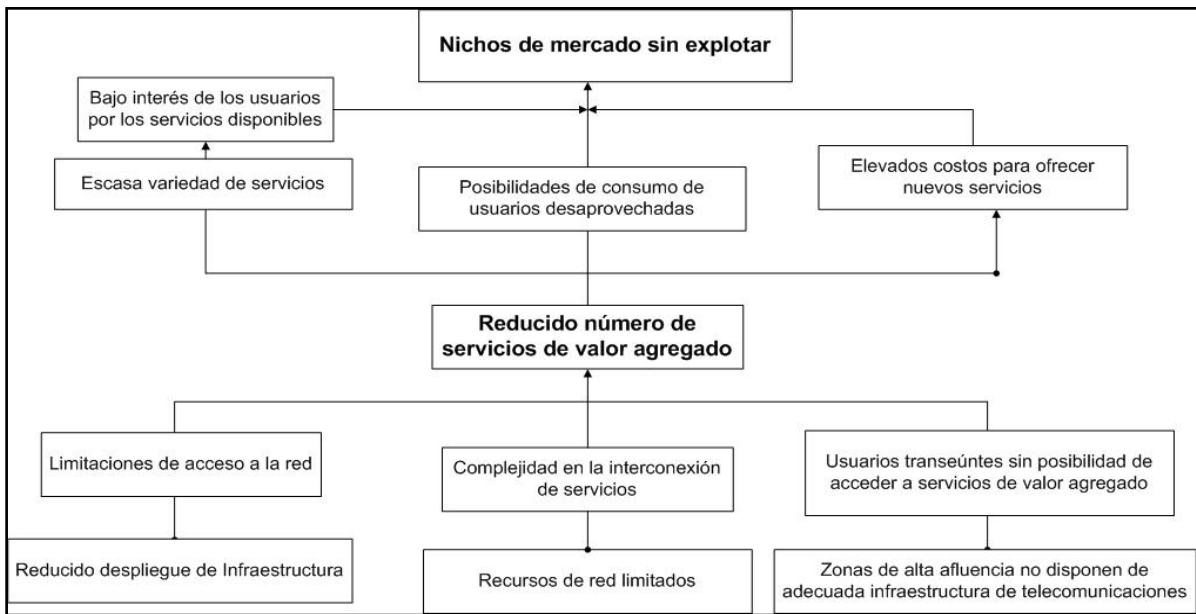 Nichos de mercado sin explotar
Bajo interés de los usuarios
por los servicios disponibles
Escasa variedad de servicios
Posibilidades de consumo de
usuarios desaprovechadas
Elevados costos para ofrecer
nuevos servicios
Reducido número de
servicios de valor agregado
Limitaciones de acceso a la red
Complejidad en la interconexión
de servicios
Usuarios transeúntes sin posibilidad de
acceder a servicios de valor agregado
Reducido despliegue de Infraestructura
Recursos de red limitados
Zonas de alta afluencia no disponen de
adecuada infraestructura de telecomunicaciones